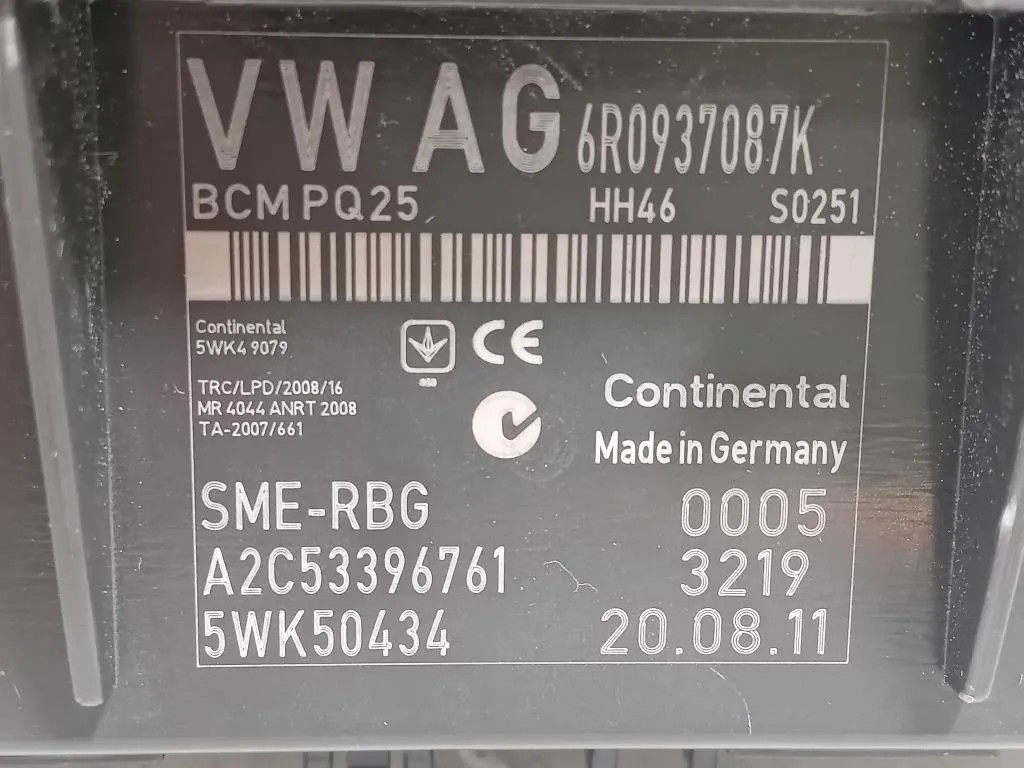 VW AG 6R0937087K
BCM PQ25 HH46 S0251
Continental
5WK4 9079
CE
TRC/LPD/2008/16
MR 4044 ANRT 2008
TA-2007/661
Continental
Made in Germany
SME-RBG 0005
A2C53396761 3219
5WK50434 20.08.11